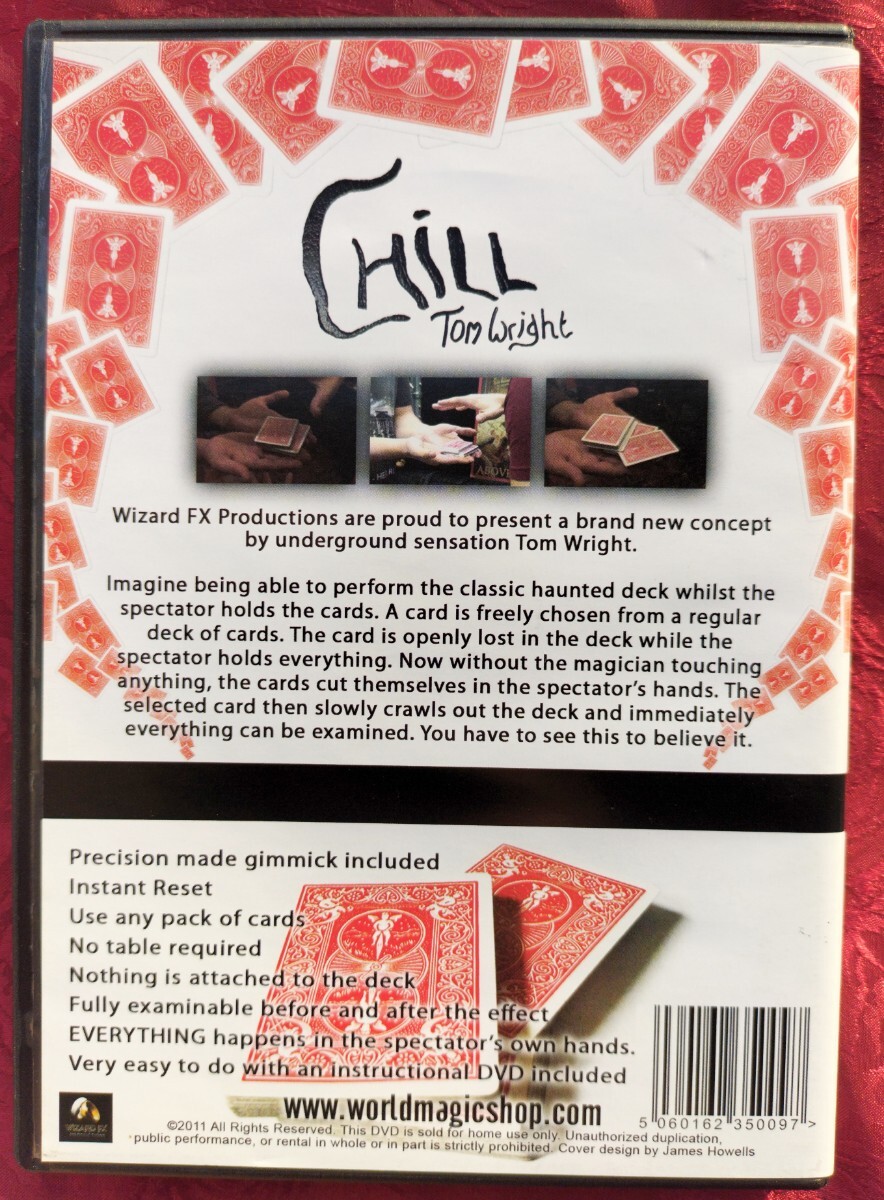 CHiLL
Tom Wright
ABOVE
Wizard FX Productions are proud to present a brand new concept
by underground sensation Tom Wright.
Imagine being able to perform the classic haunted deck whilst the
spectator holds the cards. A card is freely chosen from a regular
deck of cards. The card is openly lost in the deck while the
spectator holds everything. Now without the magician touching
anything, the cards cut themselves in the spectator's hands. The
selected card then slowly crawls out the deck and immediately
everything can be examined. You have to see this to believe it.
Precision made gimmick included
Instant Reset
Use any pack of cards
No table required
Nothing is attached to the deck
Fully examinable before and after the effect
EVERYTHING happens in the spectator's own hands.
Very easy to do with an instructional DVD included
www.worldmagicshop.com
5 060162 350097 >
WIZARD FX
©2011 All Rights Reserved. This DVD is sold for home use only. Unauthorized duplication,
public performance, or rental in whole or in part is strictly prohibited. Cover design by James Howells